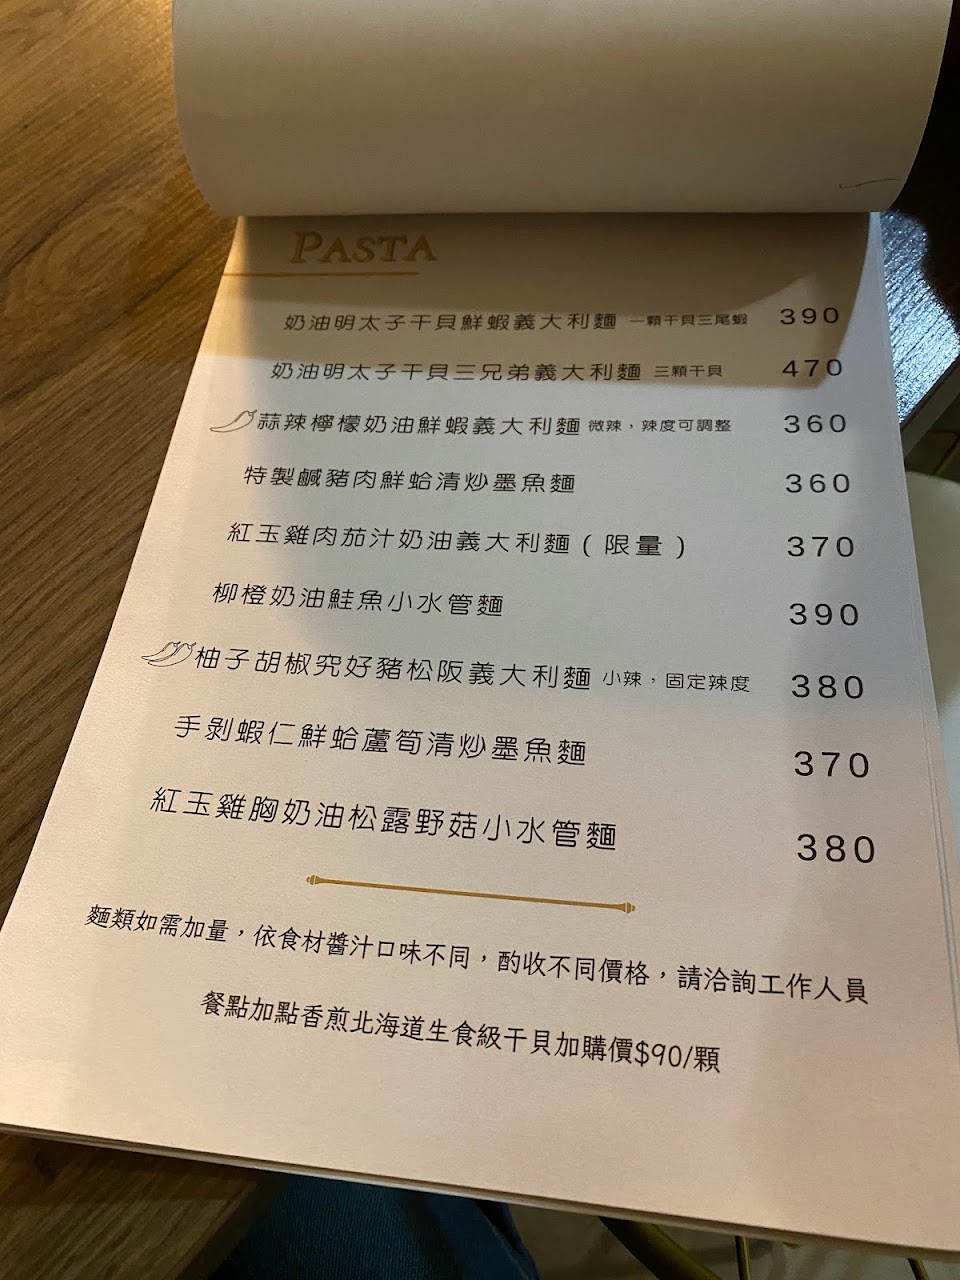 PASTA
奶油明太子干貝鮮蝦義大利麵 一顆干貝三尾蝦 390
奶油明太子干貝三兄弟義大利麵 三顆干貝 470
蒜辣檸檬奶油鮮蝦義大利麵 微辣，辣度可調整 360
特製鹹豬肉鮮蛤清炒墨魚麵 360
紅玉雞肉茄汁奶油義大利麵（限量） 370
柳橙奶油鮭魚小水管麵 390
柚子胡椒究好豬松阪義大利麵 小辣，固定辣度 380
手剝蝦仁鮮蛤蘆筍清炒墨魚麵 370
紅玉雞胸奶油松露野菇小水管麵 380
麵類如需加量，依食材醬汁口味不同，酌收不同價格，請洽詢工作人員
餐點加點香煎北海道生食級干貝加購價$90/顆